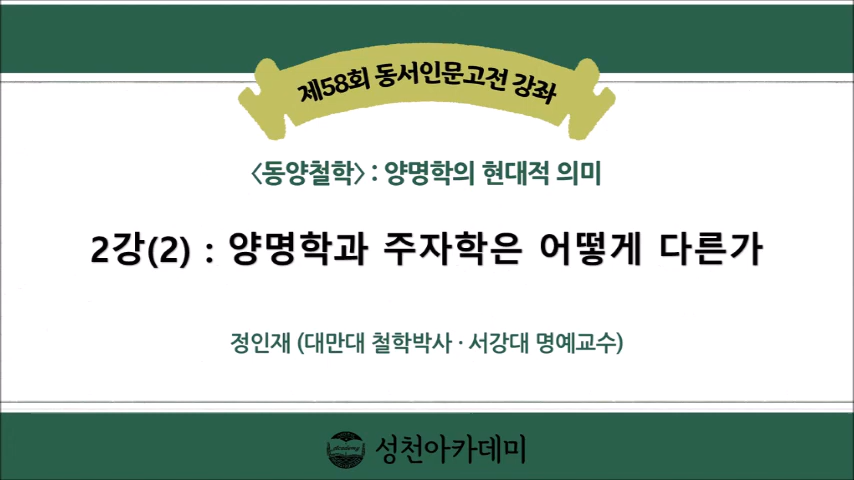 제58회 동서인문고전 강좌
<동양철학> : 양명학의 현대적 의미
2강(2) : 양명학과 주자학은 어떻게 다른가
정인재 (대만대 철학박사 · 서강대 명예교수)
성천아카데미